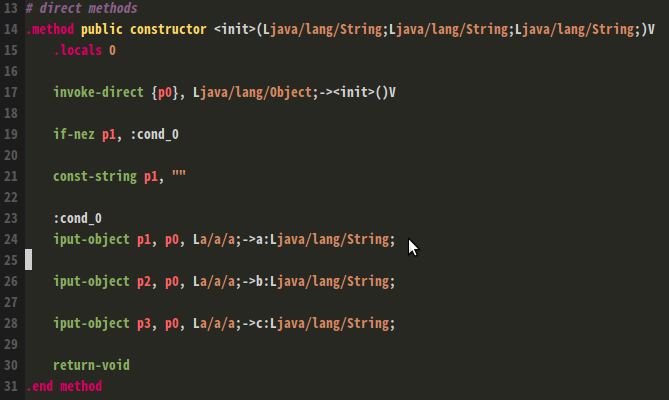 13 # direct methods
14 .method public constructor <init>(Ljava/lang/String;Ljava/lang/String;Ljava/lang/String;)V
15     .locals 0
16
17     invoke-direct {p0}, Ljava/lang/Object;-><init>()V
18
19     if-nez p1, :cond_0
20
21     const-string p1, ""
22
23     :cond_0
24     iput-object p1, p0, La/a/a;->a:Ljava/lang/String;
25
26     iput-object p2, p0, La/a/a;->b:Ljava/lang/String;
27
28     iput-object p3, p0, La/a/a;->c:Ljava/lang/String;
29
30     return-void
31 .end method